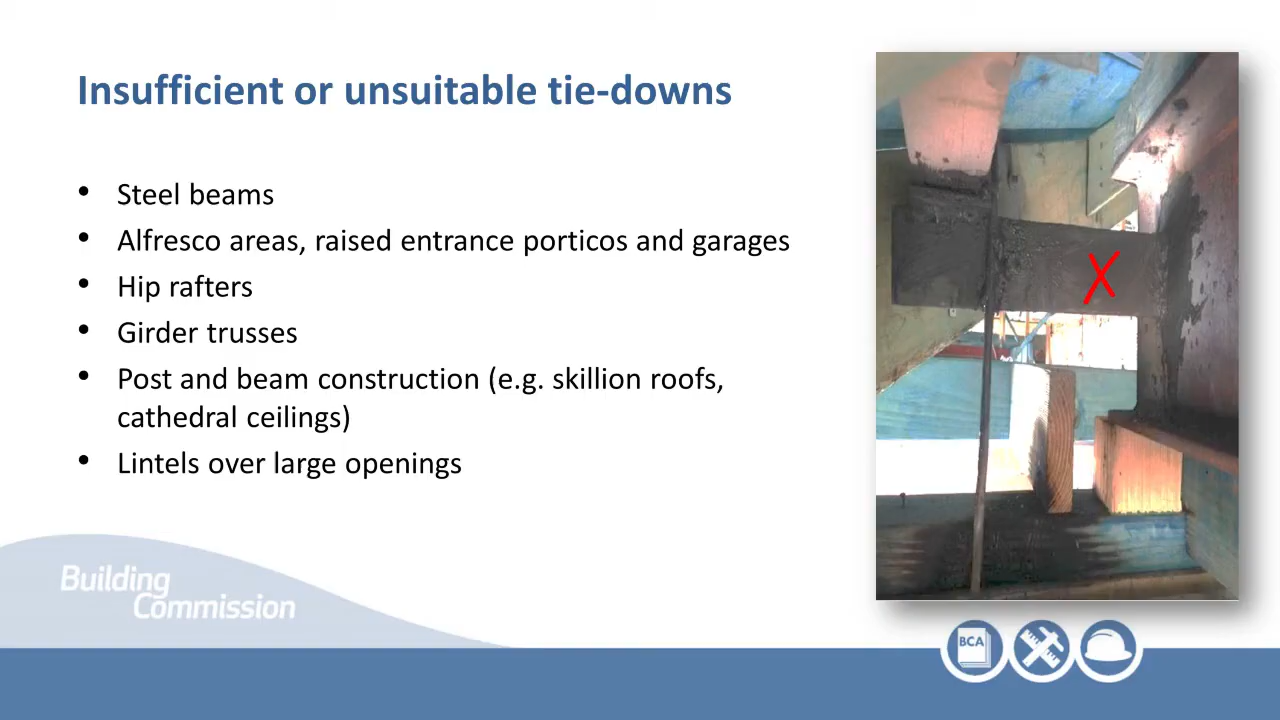 Insufficient or unsuitable tie-downs
• Steel beams
• Alfresco areas, raised entrance porticos and garages
• Hip rafters
• Girder trusses
• Post and beam construction (e.g. skillion roofs,
cathedral ceilings)
• Lintels over large openings
X
Building
Commission
BCA